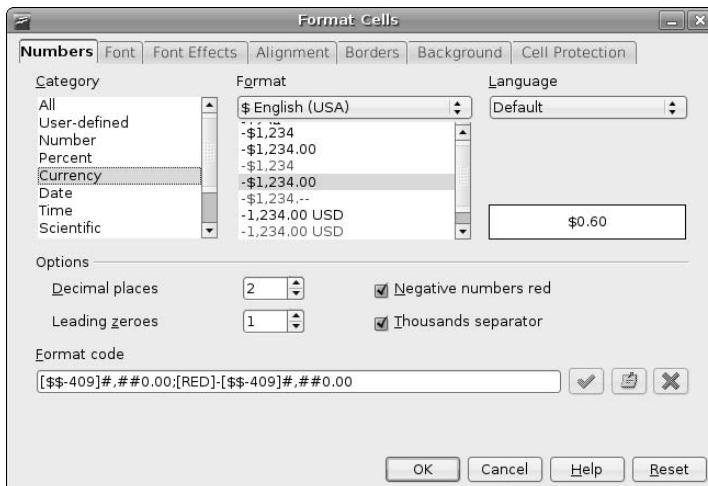 Format Cells
Numbers Font Font Effects Alignment Borders Background Cell Protection
Category
All
User-defined
Number
Percent
Currency
Date
Time
Scientific
Format
$ English (USA)
-$1,234
-$1,234.00
-$1,234
-$1,234.00
-$1,234.--
-1,234.00 USD
-1,234.00 USD
Language
Default
$0.60
Options
Decimal places 2
Negative numbers red
Leading zeroes 1
Thousands separator
Format code
[$$-409]#,##0.00;[RED]-[$$-409]#,##0.00
OK Cancel Help Reset